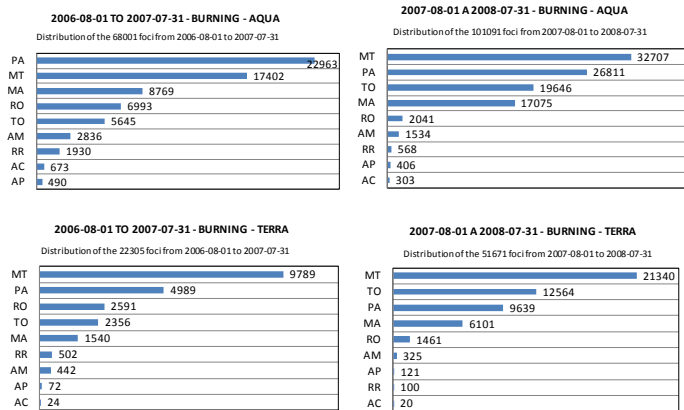 2006-08-01 TO 2007-07-31 - BURNING - AQUA
Distribution of the 68001 foci from 2006-08-01 to 2007-07-31
PA 22963
MT 17402
MA 8769
RO 6993
TO 5645
AM 2836
RR 1930
AC 673
AP 490
2007-08-01 A 2008-07-31 - BURNING - AQUA
Distribution of the 101091 foci from 2007-08-01 to 2008-07-31
MT 32707
PA 26811
TO 19646
MA 17075
RO 2041
AM 1534
RR 568
AP 406
AC 303
2006-08-01 TO 2007-07-31 - BURNING - TERRA
Distribution of the 22305 foci from 2006-08-01 to 2007-07-31
MT 9789
PA 4989
RO 2591
TO 2356
MA 1540
RR 502
AM 442
AP 72
AC 24
2007-08-01 A 2008-07-31 - BURNING - TERRA
Distribution of the 51671 foci from 2007-08-01 to 2008-07-31
MT 21340
TO 12564
PA 9639
MA 6101
RO 1461
AM 325
AP 121
RR 100
AC 20